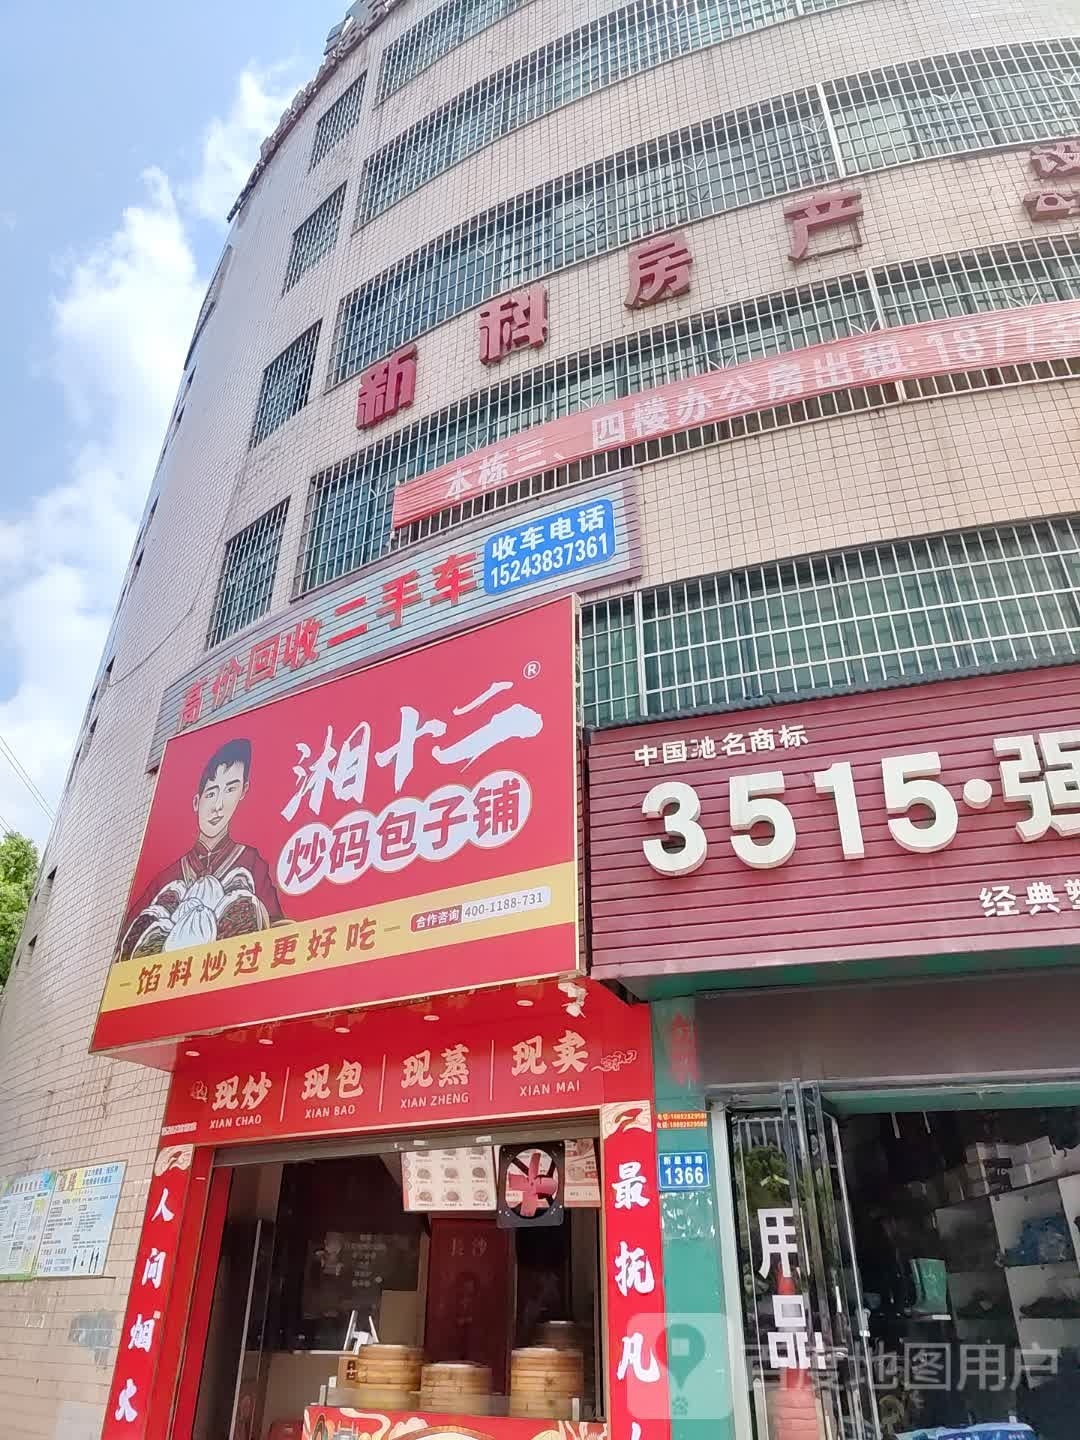 新科房产
本栋三、四楼办公房出租 18773
高价回收二手车
收车电话
15243837361
湘十二®
炒码包子铺
馅料炒过更好吃
合作咨询 400-1188-731
中国驰名商标
3515·强
经典
现炒 现包 现蒸 现卖
XIAN CHAO XIAN BAO XIAN ZHENG XIAN MAI
人间烟火
最抚凡人
1366
长沙
用品
百度地图用户